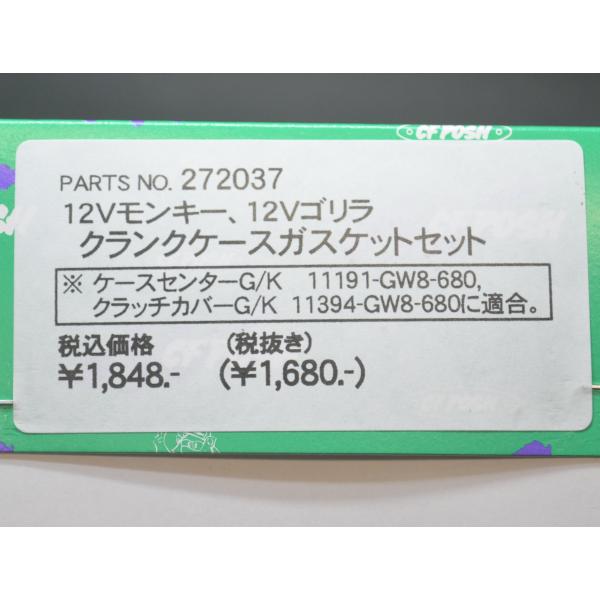 CF POSH
PARTS NO. 272037
12Vモンキー、12Vゴリラ
クランクケースガスケットセット
※ ケースセンターG/K 11191-GW8-680,
クラッチカバーG/K 11394-GW8-680に適合。
税込価格 (税抜き)
¥1,848.- (¥1,680.-)